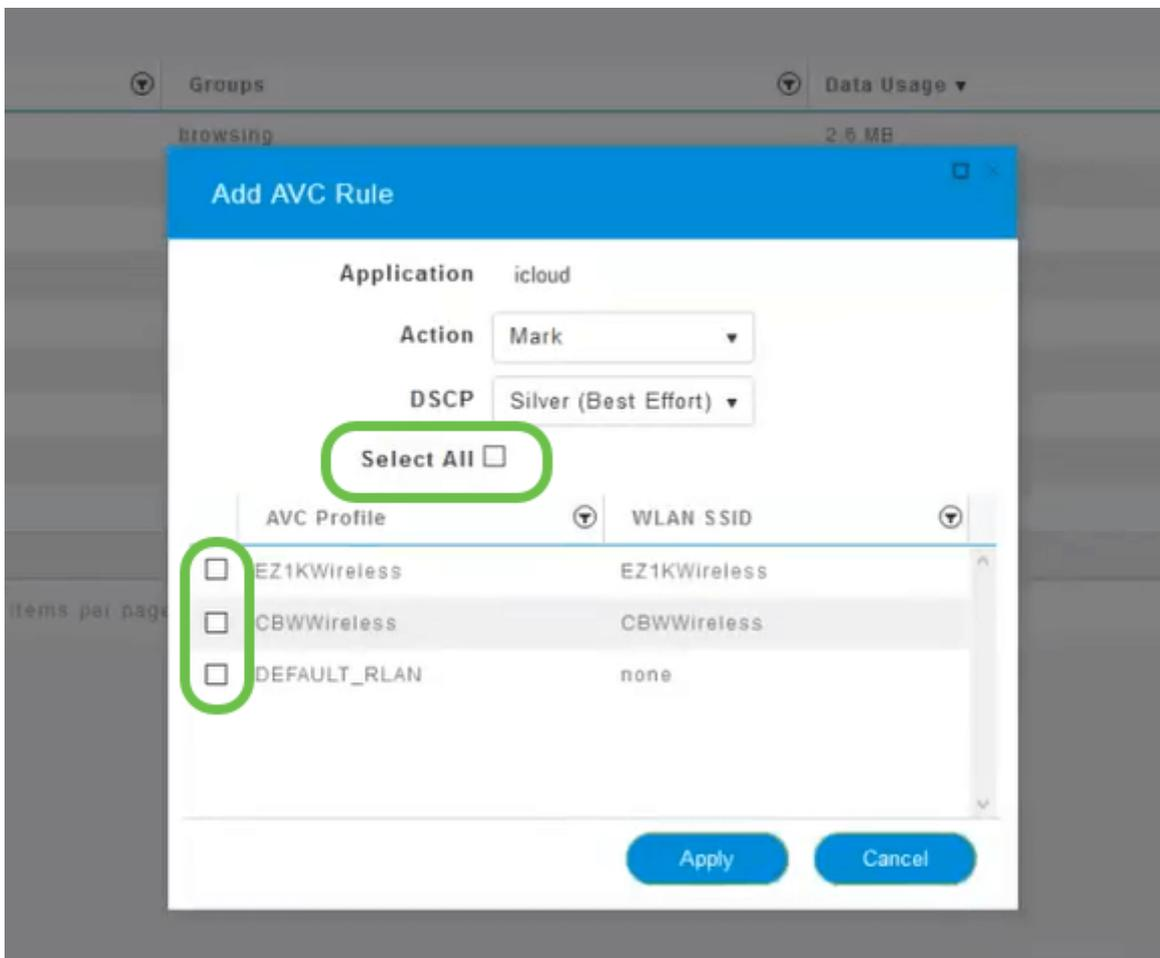 Groups Data Usage
browsing 2.6 MB
Add AVC Rule
Application icloud
Action Mark
DSCP Silver (Best Effort)
Select All
AVC Profile WLAN SSID
EZ1KWireless EZ1KWireless
items per page
CBWWireless CBWWireless
DEFAULT_RLAN none
Apply Cancel